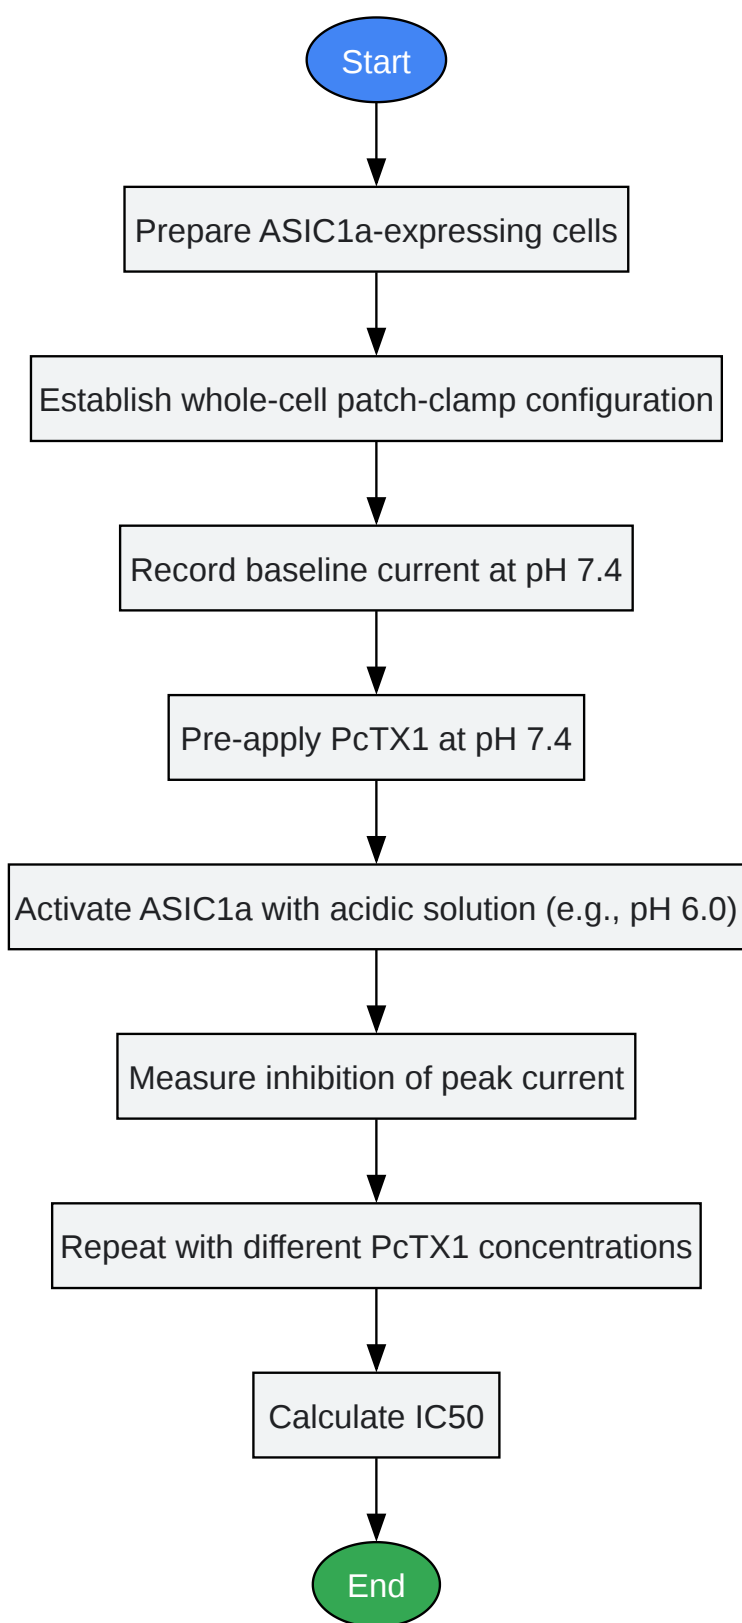 Start
Prepare ASIC1a-expressing cells
Establish whole-cell patch-clamp configuration
Record baseline current at pH 7.4
Pre-apply PcTX1 at pH 7.4
Activate ASIC1a with acidic solution (e.g., pH 6.0)
Measure inhibition of peak current
Repeat with different PcTX1 concentrations
Calculate IC50
End